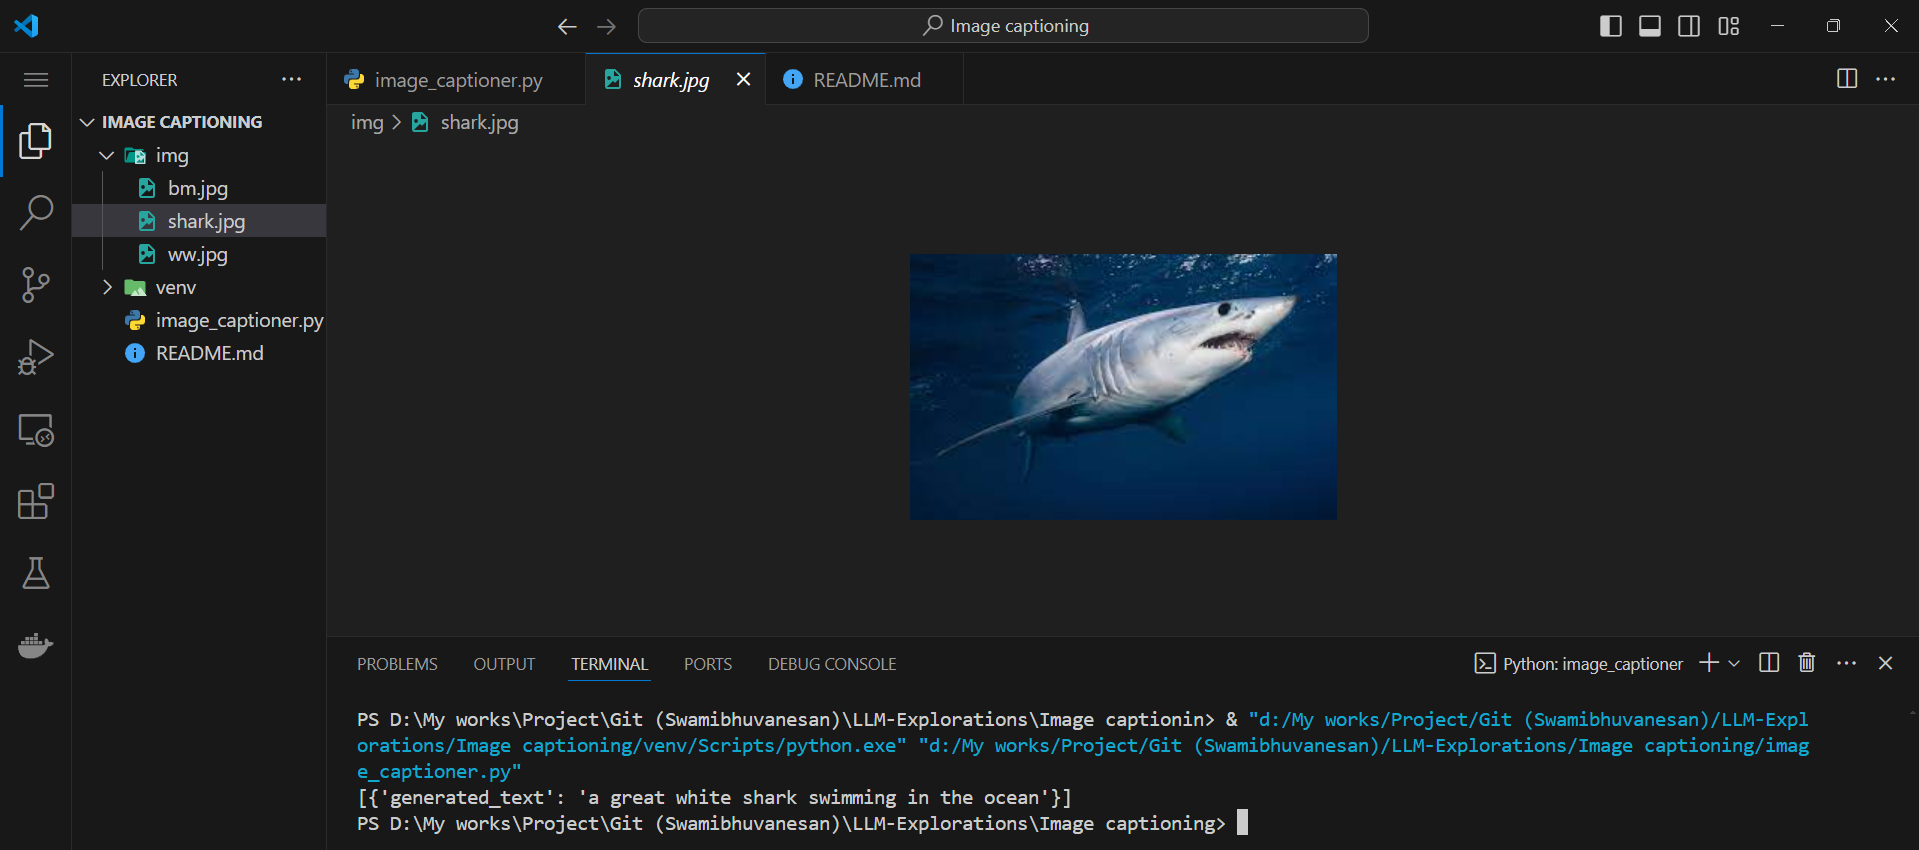 Image captioning
EXPLORER
IMAGE CAPTIONING
img
bm.jpg
shark.jpg
ww.jpg
venv
image_captioner.py
README.md
image_captioner.py
shark.jpg
README.md
img > shark.jpg
PROBLEMS OUTPUT TERMINAL PORTS DEBUG CONSOLE
Python: image_captioner
PS D:\My works\Project\Git (Swamibhuvanesan)\LLM-Explorations\Image captionin> & "d:/My works/Project/Git (Swamibhuvanesan)/LLM-Expl
orations/Image captioning/venv/Scripts/python.exe" "d:/My works/Project/Git (Swamibhuvanesan)/LLM-Explorations/Image captioning/imag
e_captioner.py"
[{'generated_text': 'a great white shark swimming in the ocean'}]
PS D:\My works\Project\Git (Swamibhuvanesan)\LLM-Explorations\Image captioning>